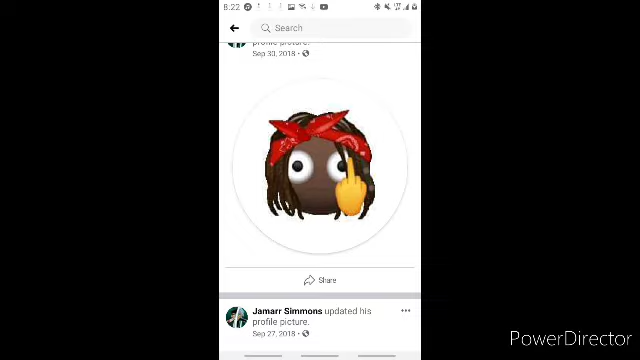 8:22
Search
profile picture.
Sep 30, 2018
Share
Jamarr Simmons updated his
profile picture.
Sep 27, 2018
PowerDirector